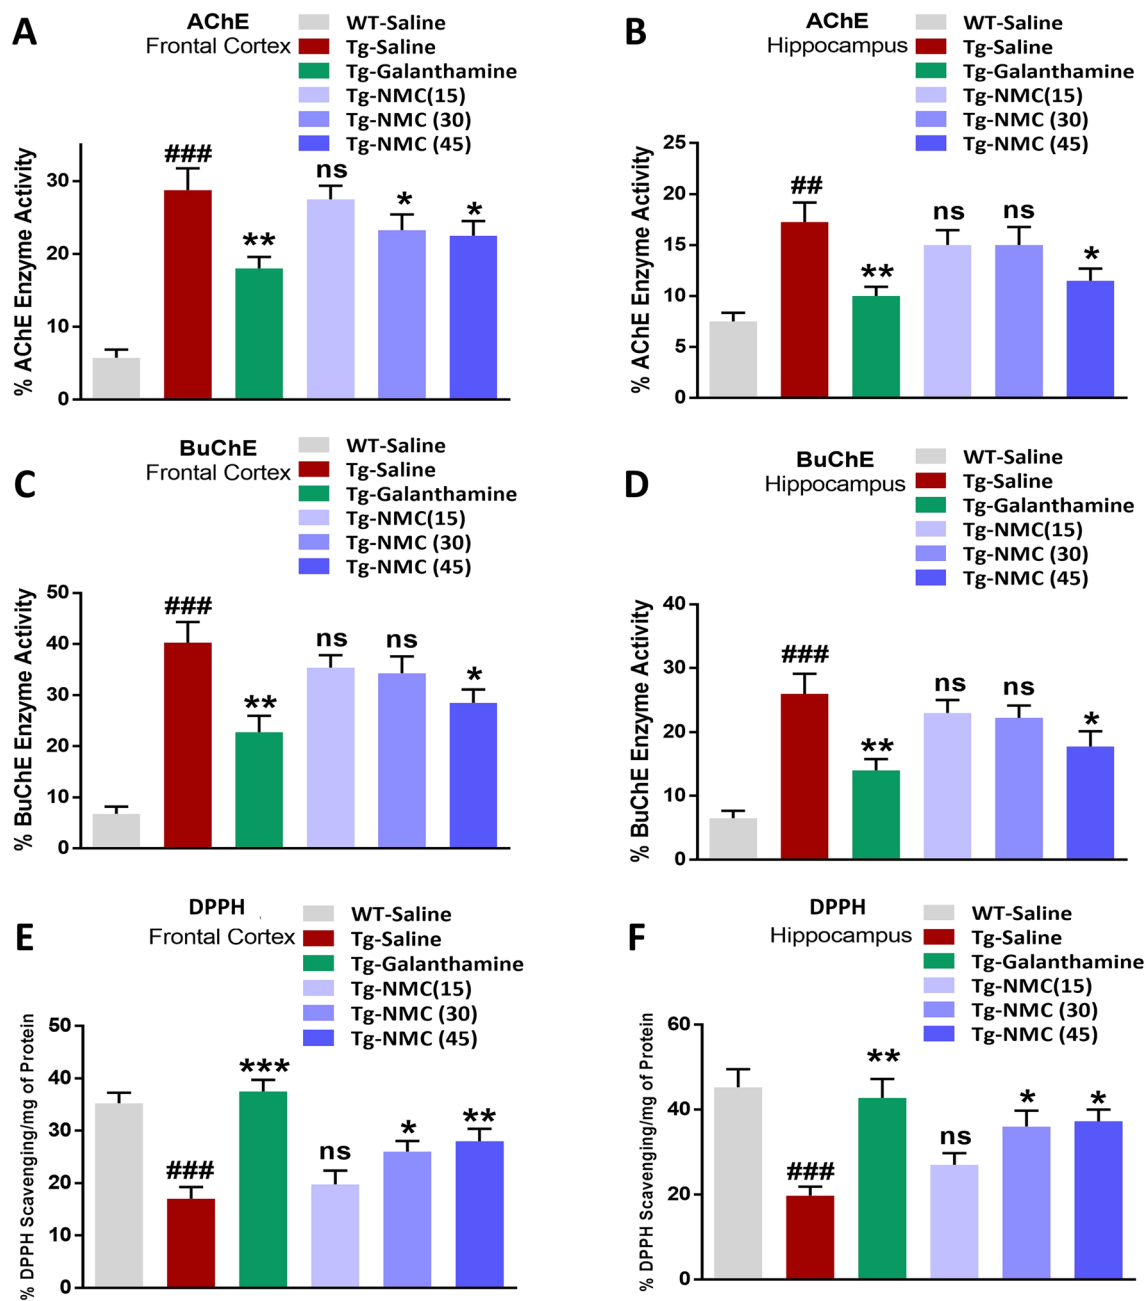 A
AChE
Frontal Cortex
WT-Saline
Tg-Saline
Tg-Galanthamine
Tg-NMC(15)
Tg-NMC (30)
Tg-NMC (45)
% AChE Enzyme Activity
30
20
10
0
###
**
ns
*
*
B
AChE
Hippocampus
WT-Saline
Tg-Saline
Tg-Galanthamine
Tg-NMC(15)
Tg-NMC (30)
Tg-NMC (45)
% AChE Enzyme Activity
25
20
15
10
5
0
##
**
ns
ns
*
C
BuChE
Frontal Cortex
WT-Saline
Tg-Saline
Tg-Galanthamine
Tg-NMC(15)
Tg-NMC (30)
Tg-NMC (45)
% BuChE Enzyme Activity
50
40
30
20
10
0
###
**
ns
ns
*
D
BuChE
Hippocampus
WT-Saline
Tg-Saline
Tg-Galanthamine
Tg-NMC(15)
Tg-NMC (30)
Tg-NMC (45)
% BuChE Enzyme Activity
40
30
20
10
0
###
**
ns
ns
*
E
DPPH
Frontal Cortex
WT-Saline
Tg-Saline
Tg-Galanthamine
Tg-NMC(15)
Tg-NMC (30)
Tg-NMC (45)
% DPPH Scavenging/mg of Protein
50
40
30
20
10
0
###
***
ns
*
**
F
DPPH
Hippocampus
WT-Saline
Tg-Saline
Tg-Galanthamine
Tg-NMC(15)
Tg-NMC (30)
Tg-NMC (45)
% DPPH Scavenging/mg of Protein
60
40
20
0
###
**
ns
*
*